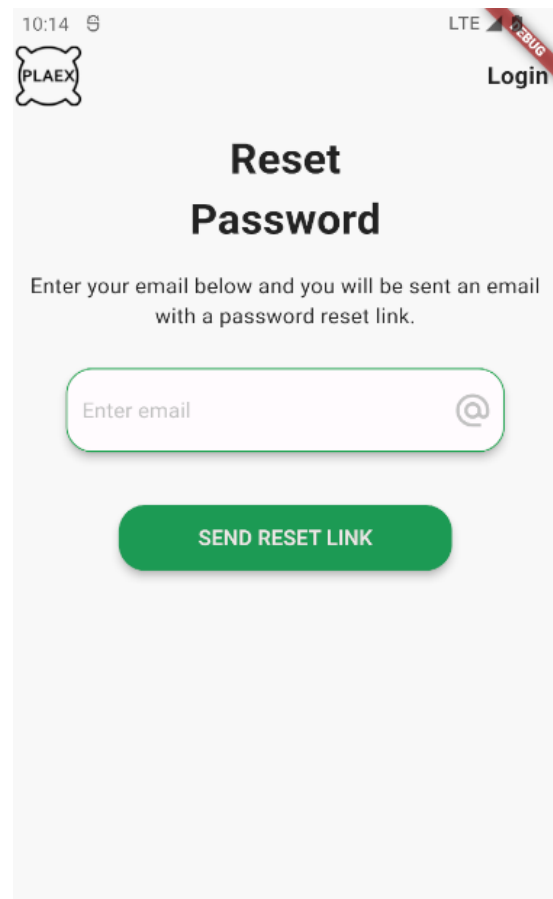 10:14
LTE
DEBUG
PLAEX
Login
Reset
Password
Enter your email below and you will be sent an email
with a password reset link.
Enter email
SEND RESET LINK